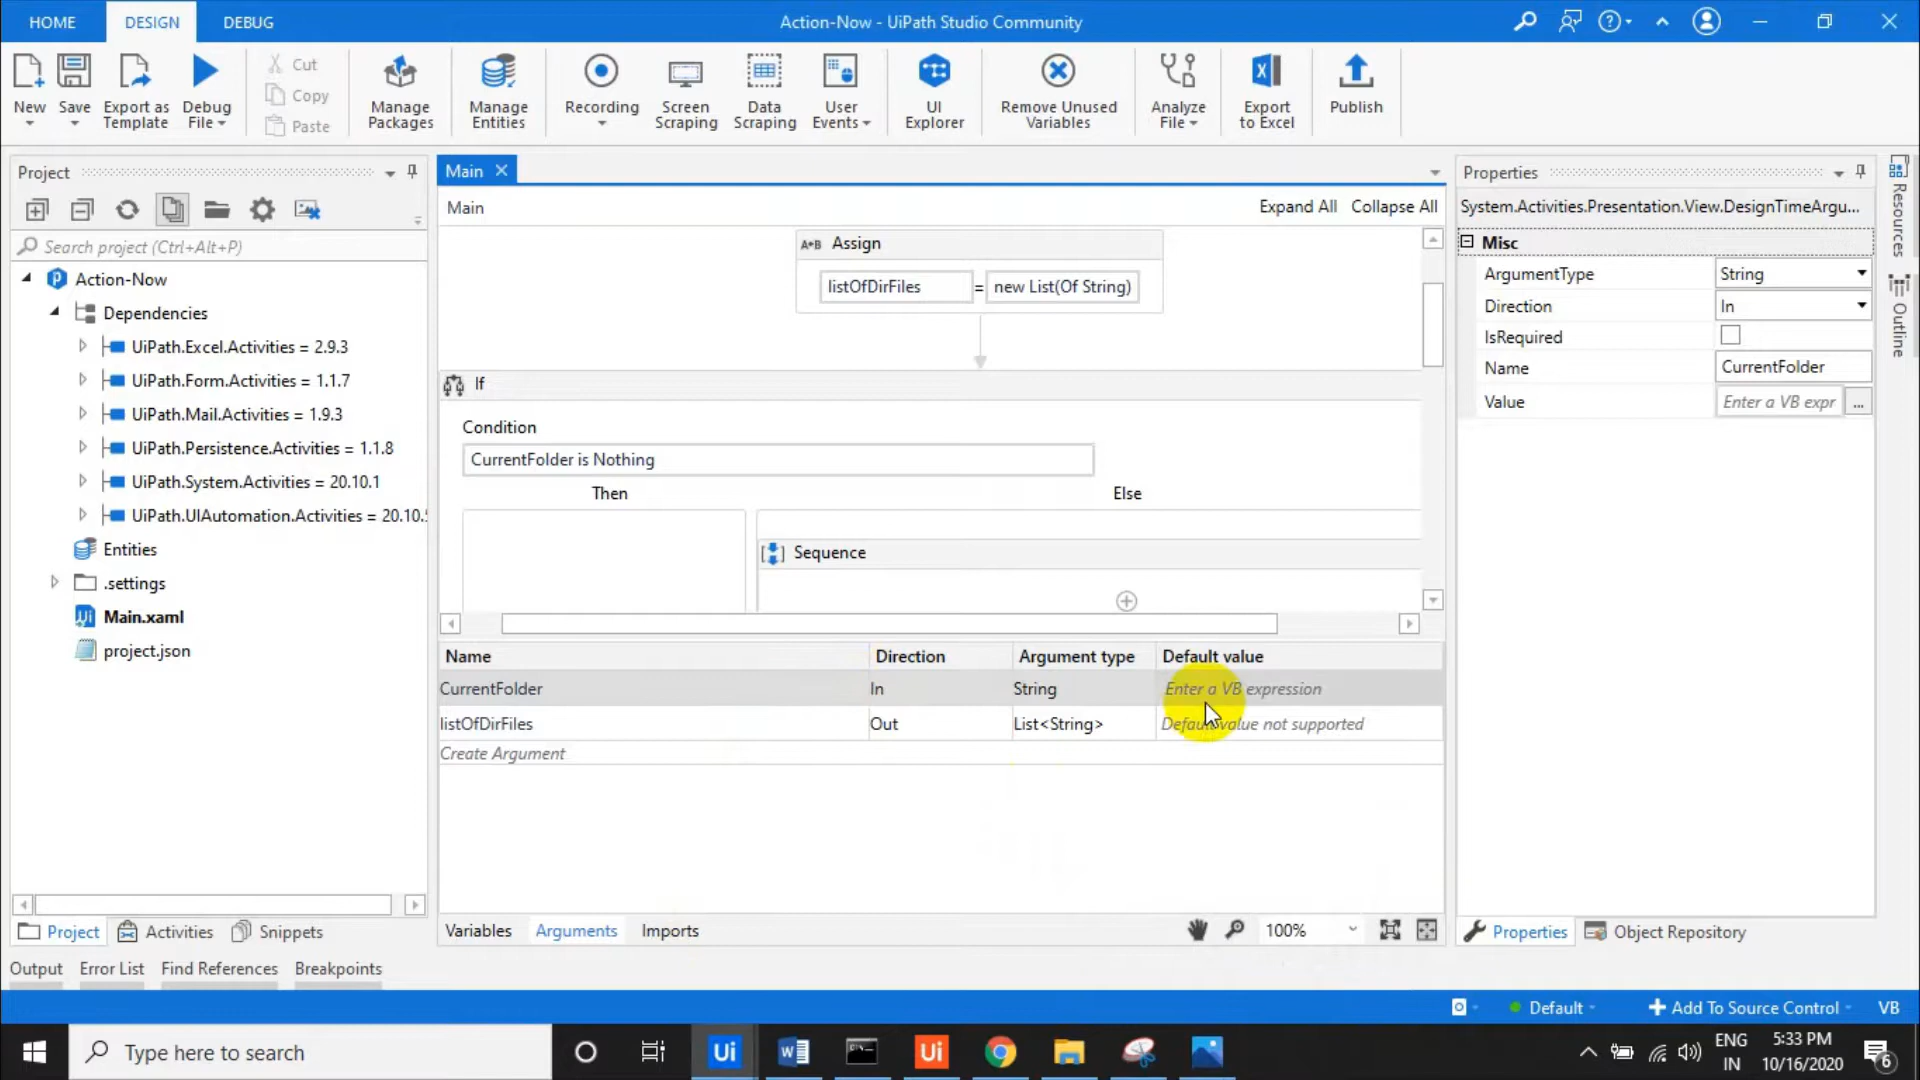 HOME DESIGN DEBUG Action-Now - UiPath Studio Community
New Save Export as Template Debug File
Cut
Copy
Paste
Manage Packages Manage Entities Recording Screen Scraping Data Scraping User Events UI Explorer Remove Unused Variables Analyze File Export to Excel Publish
Project
Search project (Ctrl+Alt+P)
Action-Now
Dependencies
UiPath.Excel.Activities = 2.9.3
UiPath.Form.Activities = 1.1.7
UiPath.Mail.Activities = 1.9.3
UiPath.Persistence.Activities = 1.1.8
UiPath.System.Activities = 20.10.1
UiPath.UIAutomation.Activities = 20.10.
Entities
.settings
Main.xaml
project.json
Project Activities Snippets
Main
Main Expand All Collapse All
A+B Assign
listOfDirFiles = new List(Of String)
If
Condition
CurrentFolder is Nothing
Then Else
Sequence
Name Direction Argument type Default value
CurrentFolder In String Enter a VB expression
listOfDirFiles Out List<String> Default value not supported
Create Argument
Variables Arguments Imports 100%
Properties
System.Activities.Presentation.View.DesignTimeArgu...
Misc
ArgumentType String
Direction In
IsRequired
Name CurrentFolder
Value Enter a VB expr ...
Properties Object Repository
Resources
Outline
Output Error List Find References Breakpoints
Default Add To Source Control VB
Type here to search
Ui
Ui
ENG
IN
5:33 PM
10/16/2020
6